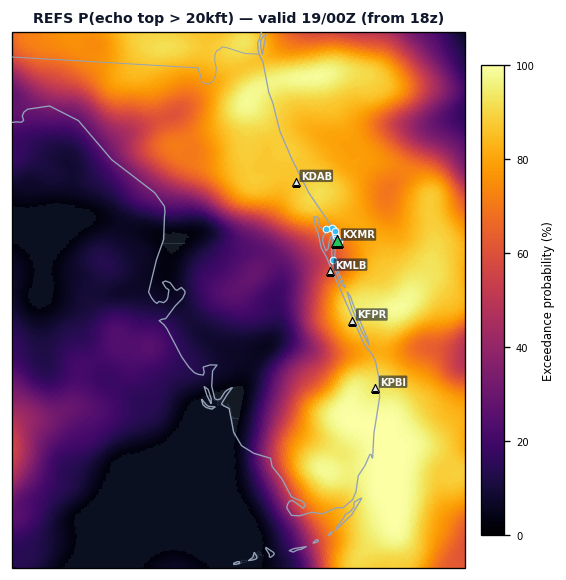 REFS P(echo top > 20kft) — valid 19/00Z (from 18z)
KDAB
KXMR
KMLB
KFPR
KPBI
100
80
60
40
20
0
Exceedance probability (%)